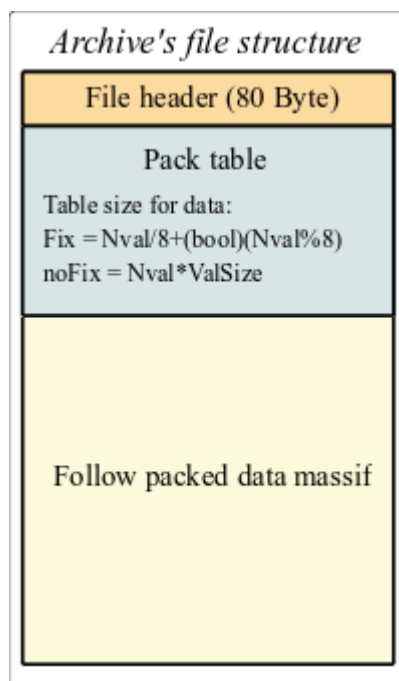 Archive's file structure
File header (80 Byte)
Pack table
Table size for data:
Fix = Nval/8+(bool)(Nval%8)
noFix = Nval*ValSize
Follow packed data massif